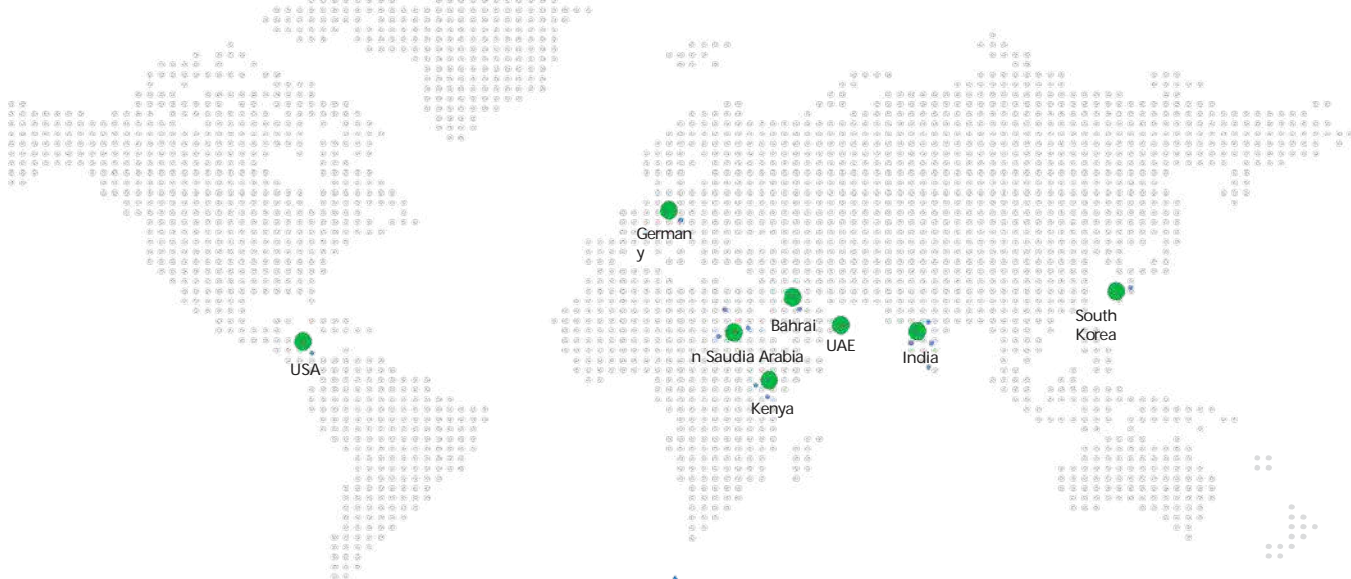 German
y
South
Korea
Bahrai
UAE
n Saudia Arabia
India
USA
Kenya